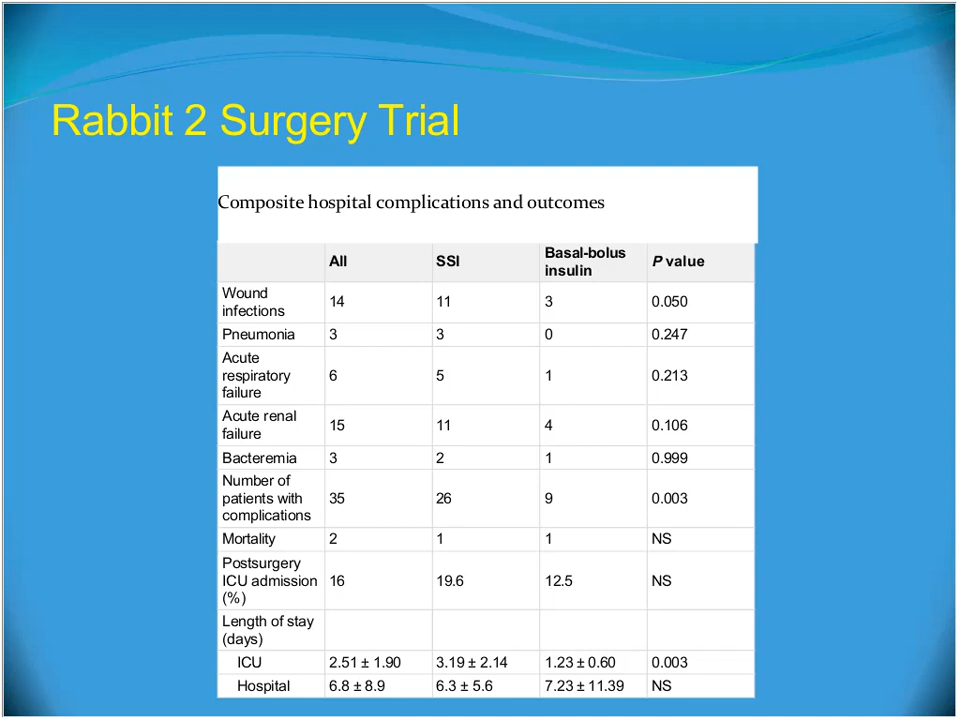 Rabbit 2 Surgery Trial
Composite hospital complications and outcomes
All SSI Basal-bolus insulin P value
Wound infections 14 11 3 0.050
Pneumonia 3 3 0 0.247
Acute respiratory failure 6 5 1 0.213
Acute renal failure 15 11 4 0.106
Bacteremia 3 2 1 0.999
Number of patients with complications 35 26 9 0.003
Mortality 2 1 1 NS
Postsurgery ICU admission (%) 16 19.6 12.5 NS
Length of stay (days)
ICU 2.51 ± 1.90 3.19 ± 2.14 1.23 ± 0.60 0.003
Hospital 6.8 ± 8.9 6.3 ± 5.6 7.23 ± 11.39 NS